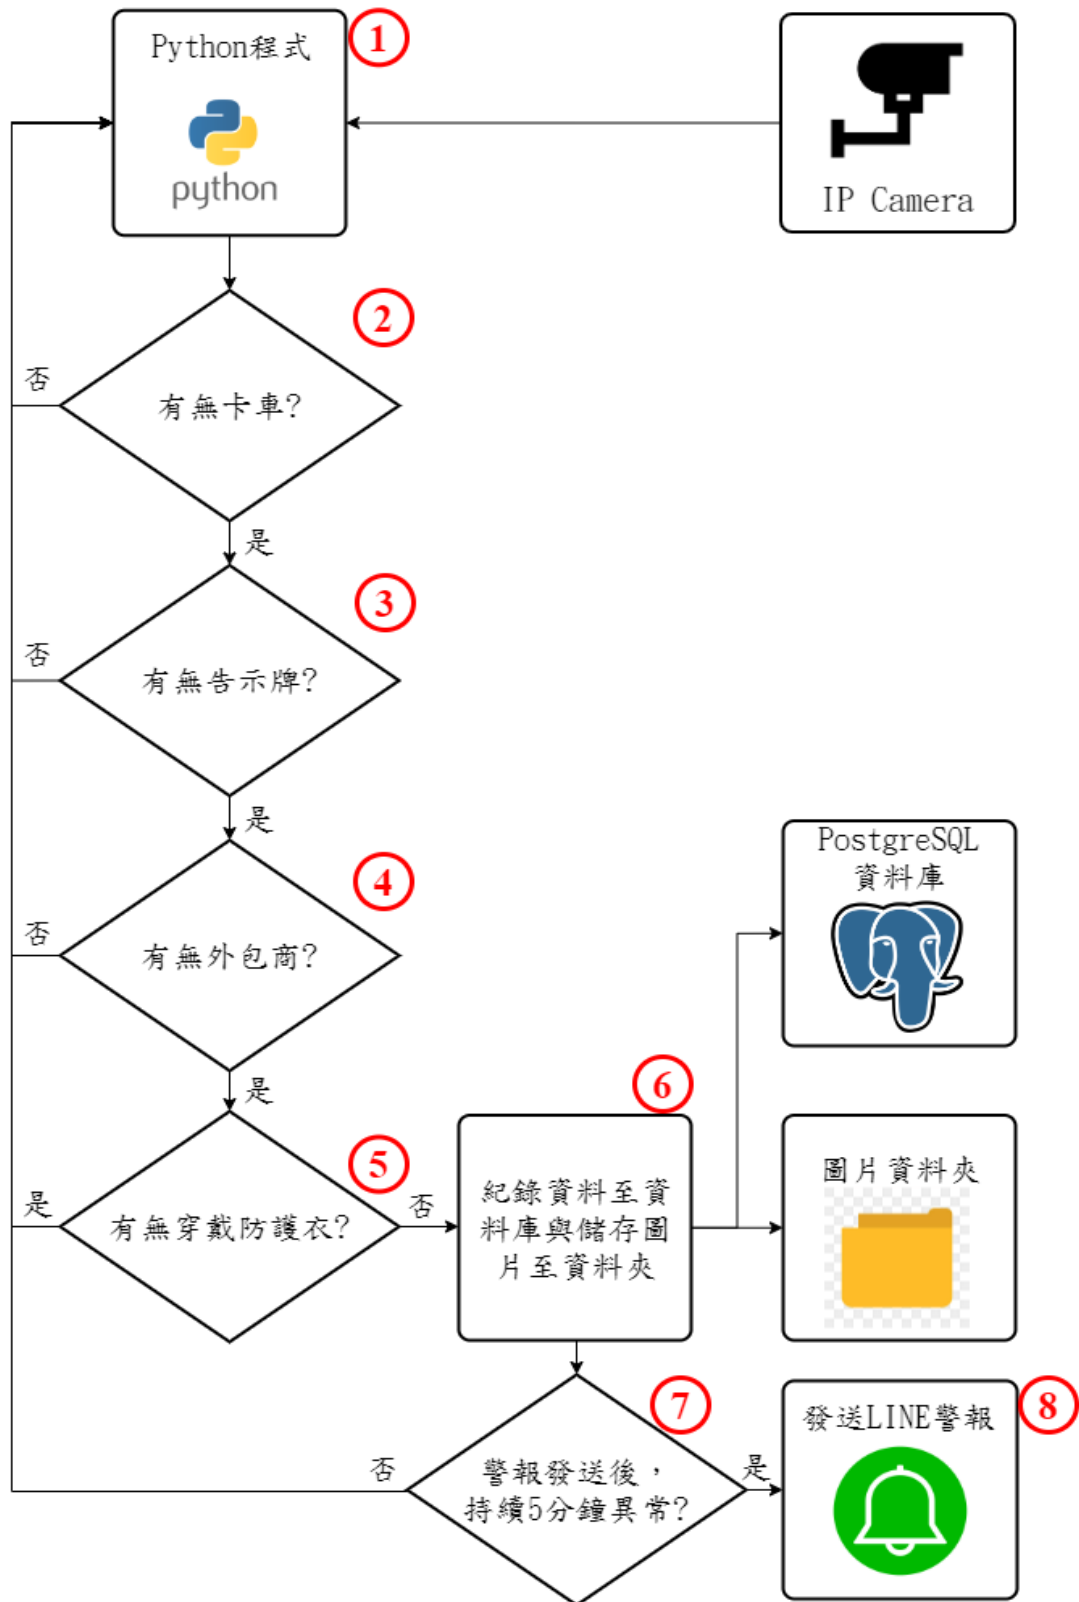 Python程式
1
python
IP Camera
2
否
有無卡車?
是
3
否
有無告示牌?
是
4
否
有無外包商?
是
PostgreSQL
資料庫
5
是
有無穿戴防護衣?
否
6
紀錄資料至資
料庫與儲存圖
片至資料夾
圖片資料夾
7
否
警報發送後，
持續5分鐘異常?
是
發送LINE警報
8